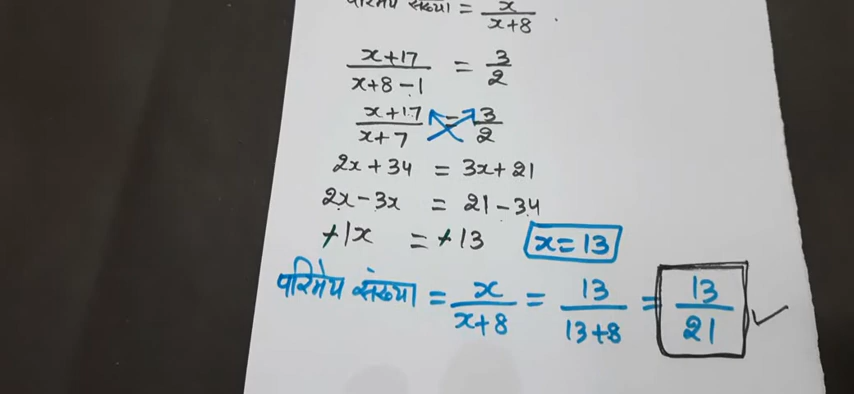 परिमेय संख्या = x/(x+8)
(x+17)/(x+8-1) = 3/2
(x+17)/(x+7) = 3/2
2x+34 = 3x+21
2x-3x = 21-34
-1x = -13 x=13
परिमेय संख्या = x/(x+8) = 13/(13+8) = 13/21